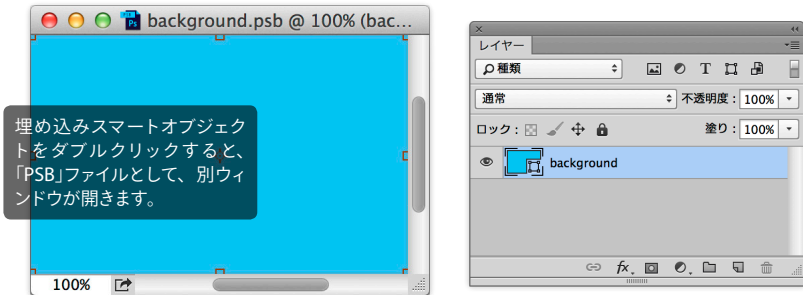 background.psb @ 100% (bac...
埋め込みスマートオブジェク
トをダブルクリックすると、
「PSB」ファイルとして、別ウィ
ンドウが開きます。
100%
レイヤー
種類
通常
不透明度： 100%
ロック：
塗り： 100%
background
fx